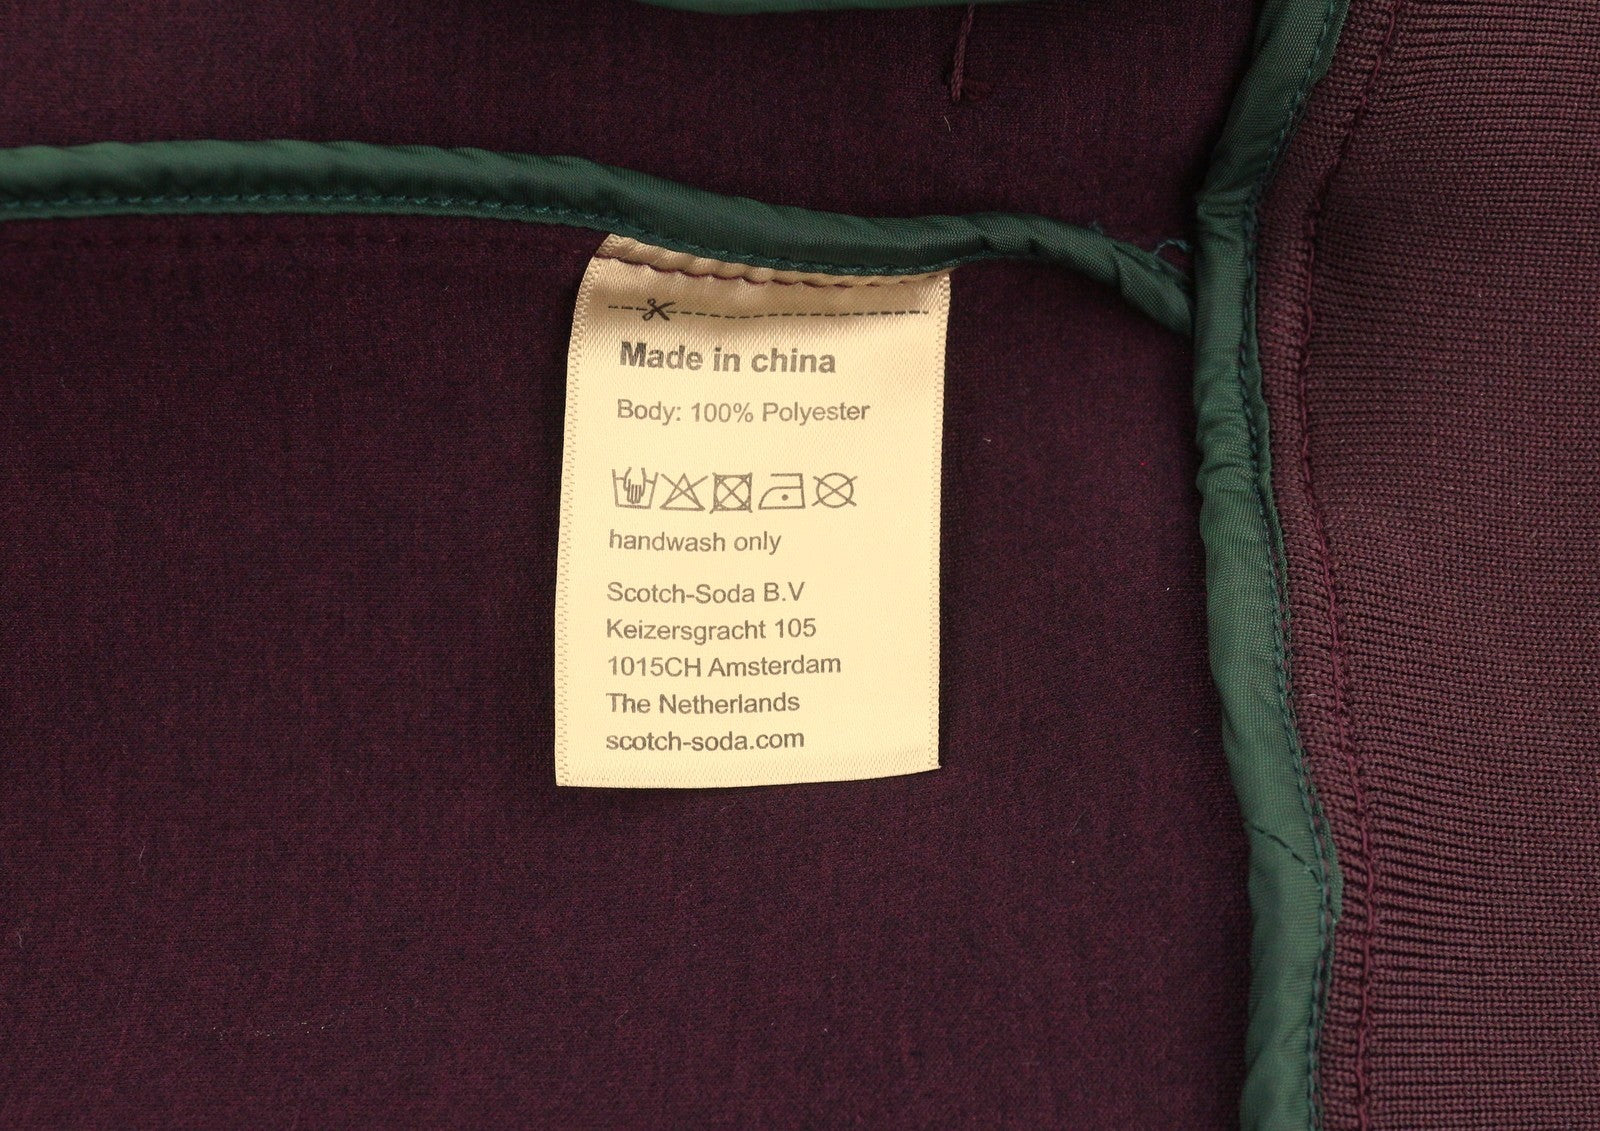 Made in china
Body: 100% Polyester
handwash only
Scotch-Soda B.V
Keizersgracht 105
1015CH Amsterdam
The Netherlands
scotch-soda.com